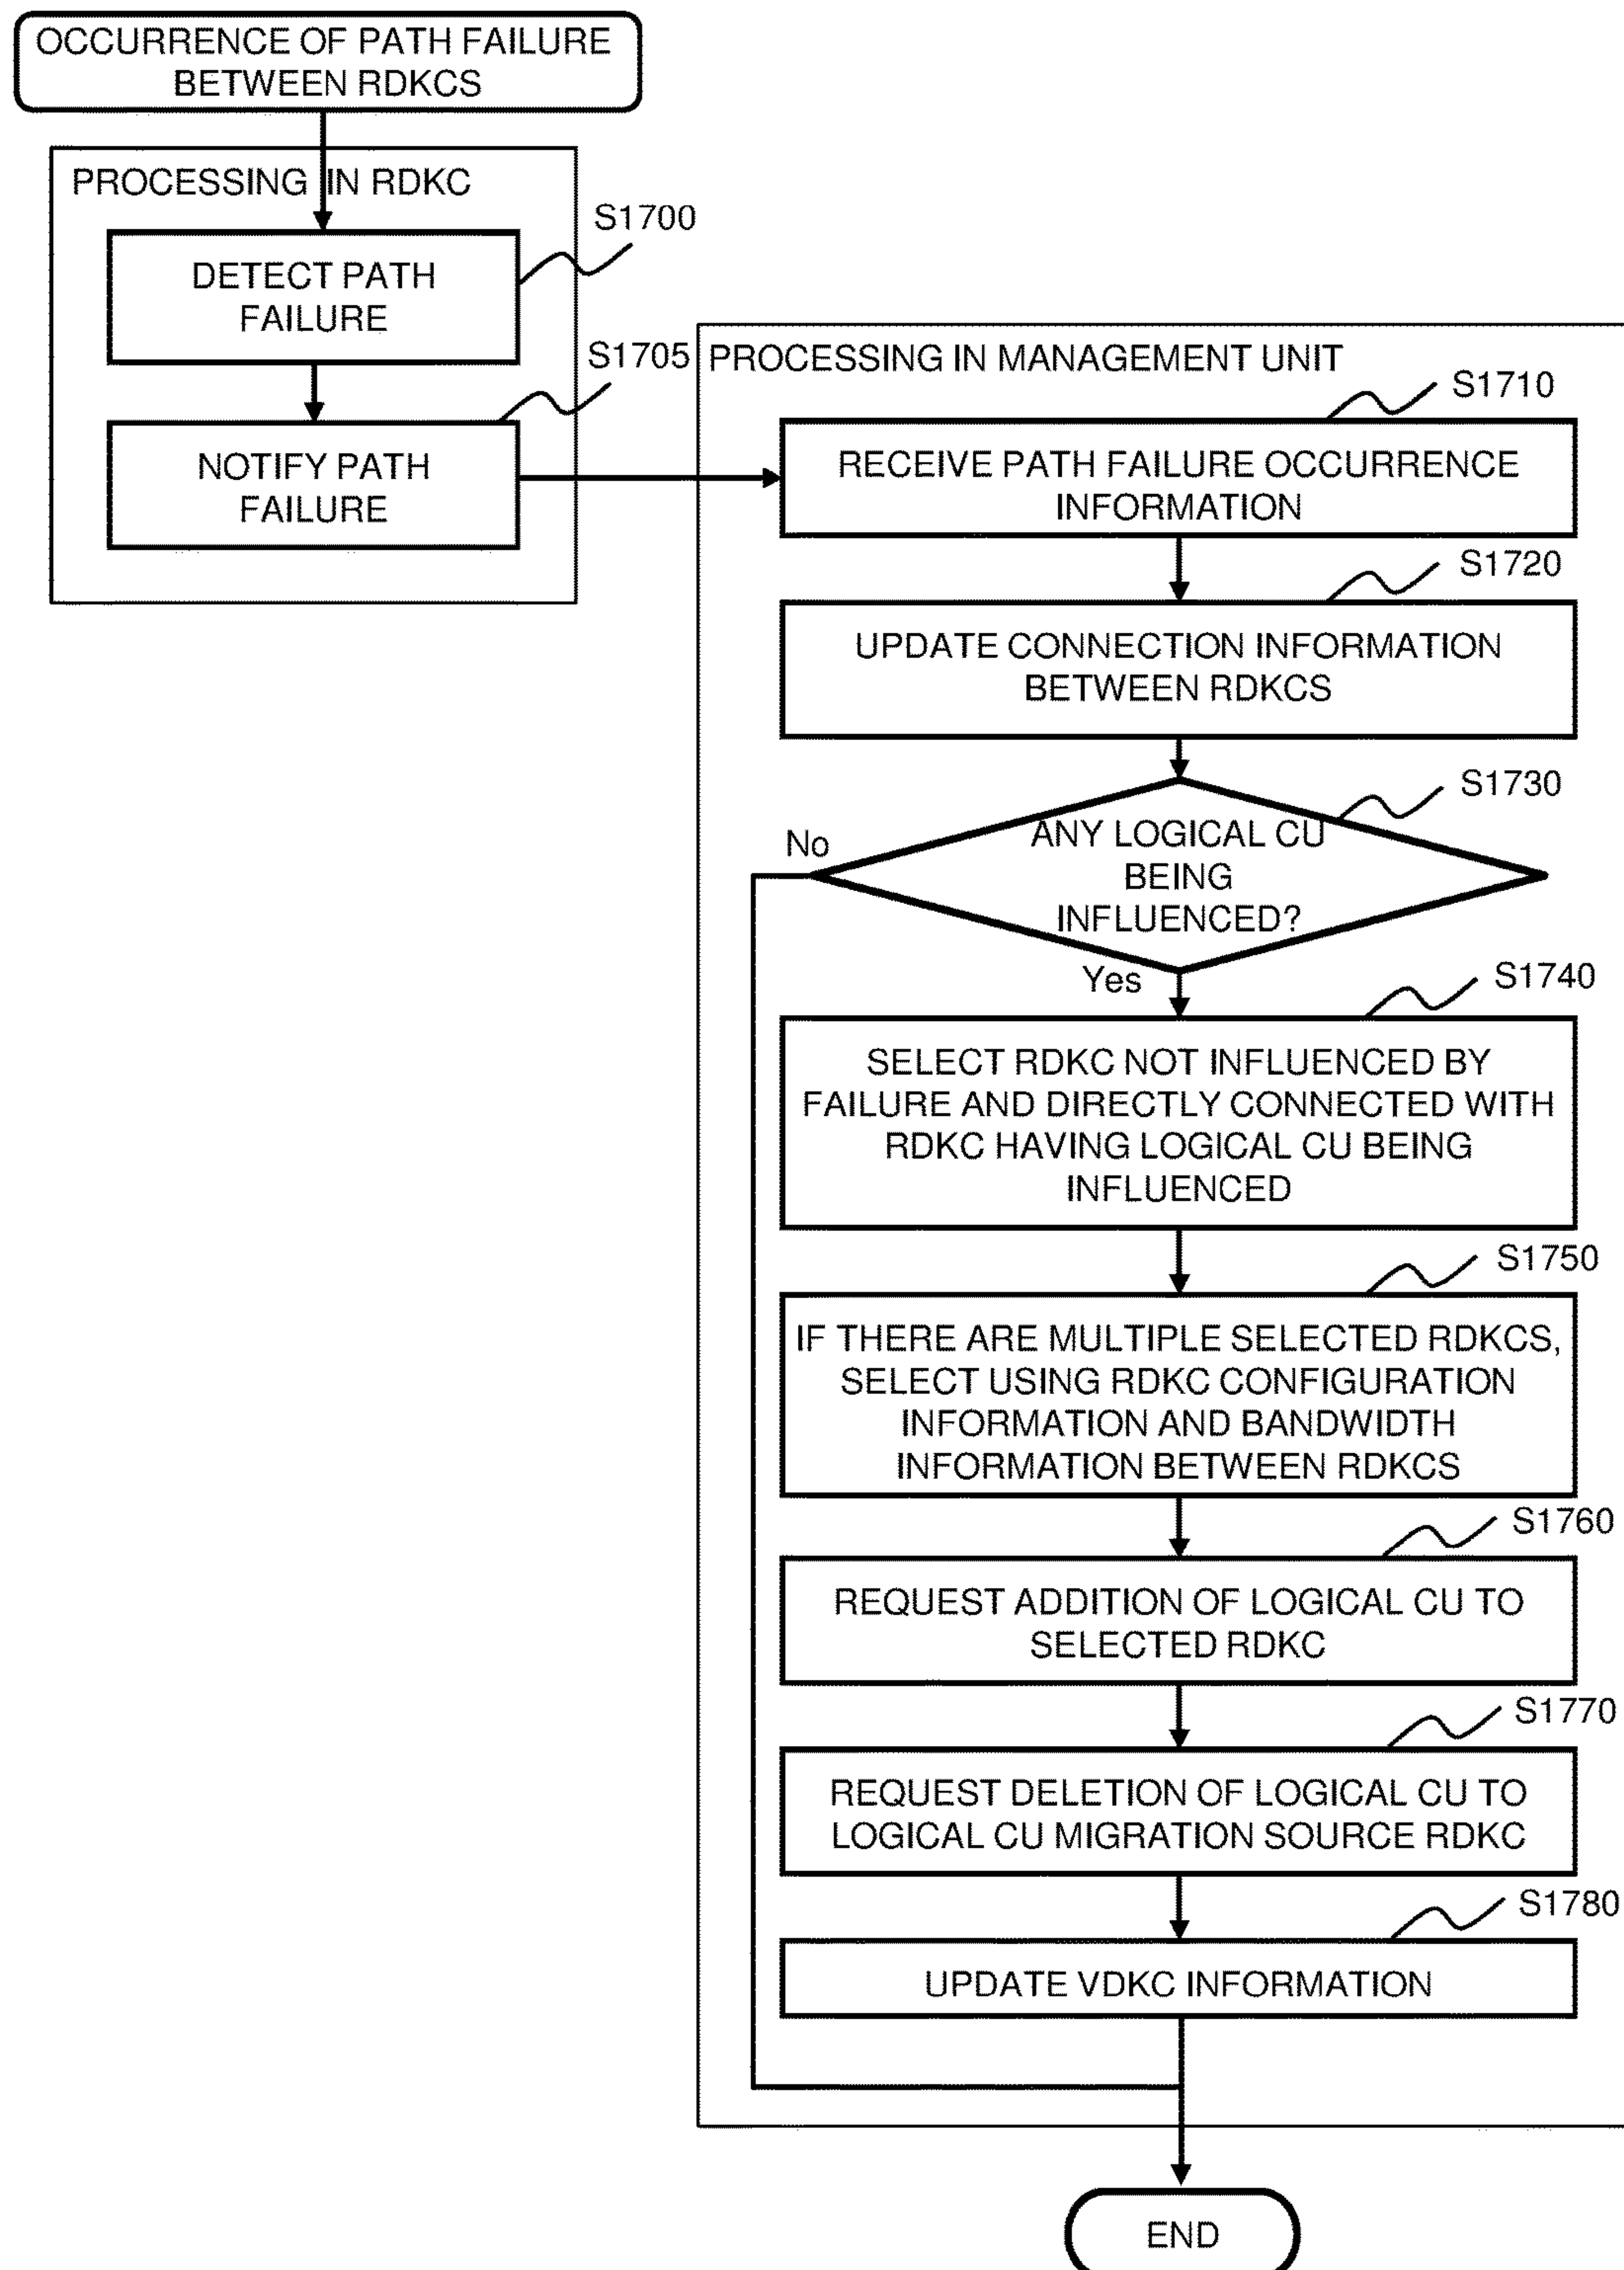 OCCURRENCE OF PATH FAILURE
BETWEEN RDKCS
PROCESSING IN RDKC
S1700
DETECT PATH
FAILURE
S1705
NOTIFY PATH
FAILURE
PROCESSING IN MANAGEMENT UNIT
S1710
RECEIVE PATH FAILURE OCCURRENCE
INFORMATION
S1720
UPDATE CONNECTION INFORMATION
BETWEEN RDKCS
S1730
ANY LOGICAL CU
BEING
INFLUENCED?
No
Yes
S1740
SELECT RDKC NOT INFLUENCED BY
FAILURE AND DIRECTLY CONNECTED WITH
RDKC HAVING LOGICAL CU BEING
INFLUENCED
S1750
IF THERE ARE MULTIPLE SELECTED RDKCS,
SELECT USING RDKC CONFIGURATION
INFORMATION AND BANDWIDTH
INFORMATION BETWEEN RDKCS
S1760
REQUEST ADDITION OF LOGICAL CU TO
SELECTED RDKC
S1770
REQUEST DELETION OF LOGICAL CU TO
LOGICAL CU MIGRATION SOURCE RDKC
S1780
UPDATE VDKC INFORMATION
END